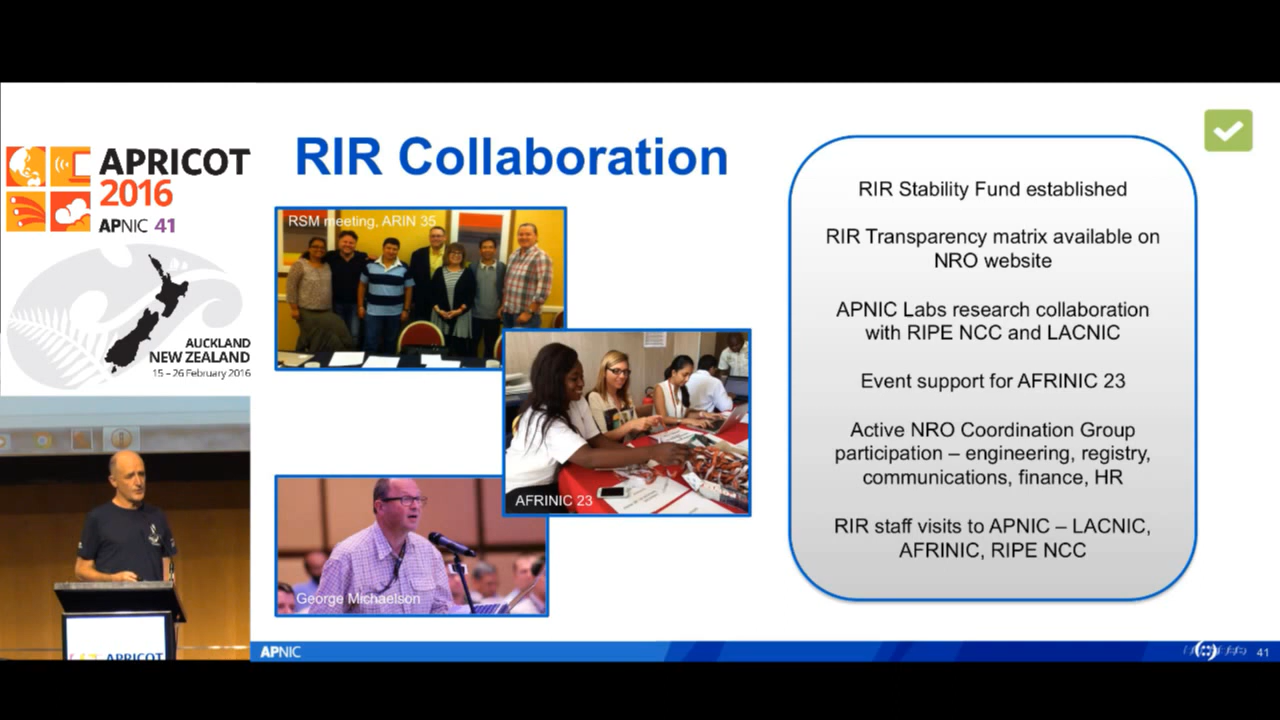 APRICOT
2016
APNIC 41
AUCKLAND
NEW ZEALAND
15 – 26 February 2016
APRICOT
RIR Collaboration
RSM meeting, ARIN 35
AFRINIC 23
George Michaelson
RIR Stability Fund established
RIR Transparency matrix available on
NRO website
APNIC Labs research collaboration
with RIPE NCC and LACNIC
Event support for AFRINIC 23
Active NRO Coordination Group
participation – engineering, registry,
communications, finance, HR
RIR staff visits to APNIC – LACNIC,
AFRINIC, RIPE NCC
APNIC
41